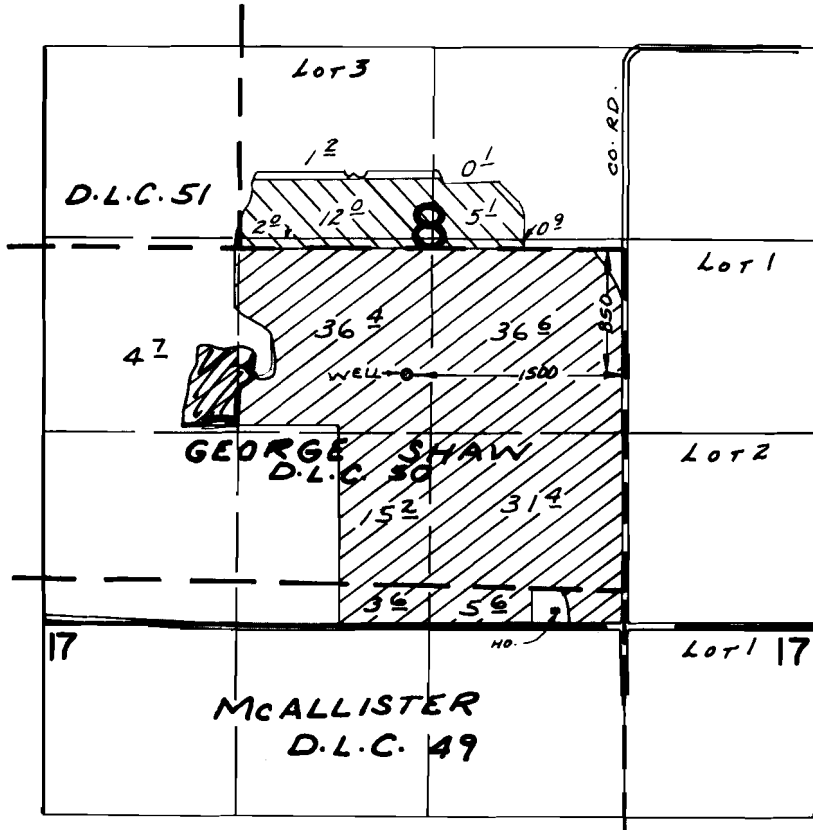 LOT 3
CO. RD.
1 2
0 1
D.L.C. 51
2 0
12 0
8
5 1
0 9
LOT 1
36 4
36 6
850
4 7
WELL
1500
GEORGE SHAW
D.L.C. 50
LOT 2
15 2
31 4
3 6
5 6
HO.
17
LOT 1 17
MCALLISTER
D.L.C. 49